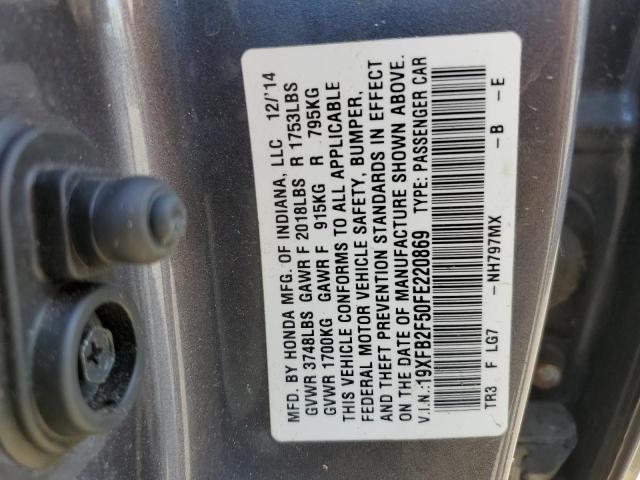 MFD. BY HONDA MFG. OF INDIANA, LLC 12/'14
GVWR 3748LBS GAWR F 2018LBS R 1753LBS
GVWR 1700KG GAWR F 915KG R 795KG
THIS VEHICLE CONFORMS TO ALL APPLICABLE
FEDERAL MOTOR VEHICLE SAFETY, BUMPER,
AND THEFT PREVENTION STANDARDS IN EFFECT
ON THE DATE OF MANUFACTURE SHOWN ABOVE.
V.I.N.:19XFB2F50FE220869 TYPE: PASSENGER CAR
TR3 F LG7 -NH797MX -B -E